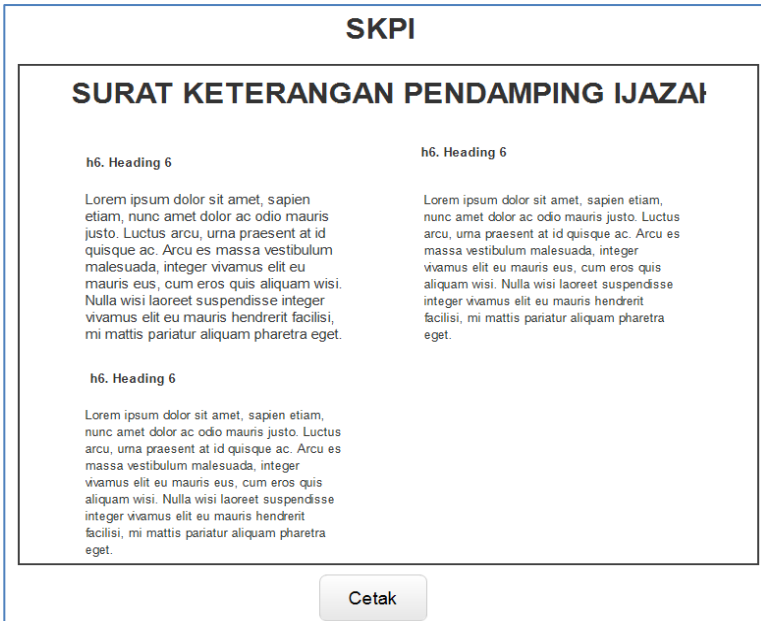 SKPI
SURAT KETERANGAN PENDAMPING IJAZAH
h6. Heading 6
Lorem ipsum dolor sit amet, sapien
etiam, nunc amet dolor ac odio mauris
justo. Luctus arcu, urna praesent at id
quisque ac. Arcu es massa vestibulum
malesuada, integer vivamus elit eu
mauris eus, cum eros quis aliquam wisi.
Nulla wisi laoreet suspendisse integer
vivamus elit eu mauris hendrerit facilisi,
mi mattis pariatur aliquam pharetra eget.
h6. Heading 6
Lorem ipsum dolor sit amet, sapien etiam,
nunc amet dolor ac odio mauris justo. Luctus
arcu, urna praesent at id quisque ac. Arcu es
massa vestibulum malesuada, integer
vivamus elit eu mauris eus, cum eros quis
aliquam wisi. Nulla wisi laoreet suspendisse
integer vivamus elit eu mauris hendrerit
facilisi, mi mattis pariatur aliquam pharetra
eget.
h6. Heading 6
Lorem ipsum dolor sit amet, sapien etiam,
nunc amet dolor ac odio mauris justo. Luctus
arcu, urna praesent at id quisque ac. Arcu es
massa vestibulum malesuada, integer
vivamus elit eu mauris eus, cum eros quis
aliquam wisi. Nulla wisi laoreet suspendisse
integer vivamus elit eu mauris hendrerit
facilisi, mi mattis pariatur aliquam pharetra
eget.
Cetak